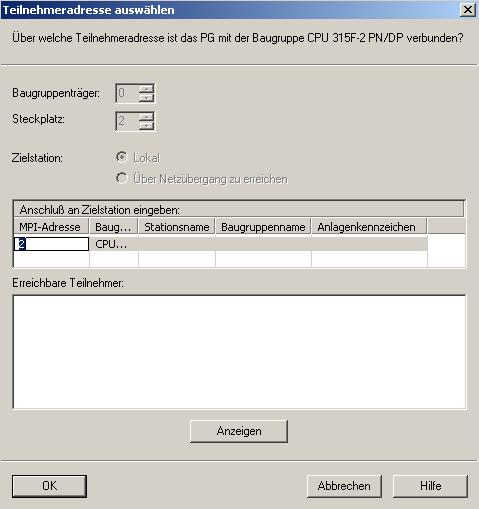 Teilnehmeradresse auswählen
Über welche Teilnehmeradresse ist das PG mit der Baugruppe CPU 315F-2 PN/DP verbunden?
Baugruppenträger: 0
Steckplatz: 2
Zielstation: Lokal
Über Netzübergang zu erreichen
Anschluß an Zielstation eingeben:
MPI-Adresse Baug... Stationsname Baugruppenname Anlagenkennzeichen
2 CPU...
Erreichbare Teilnehmer:
Anzeigen
OK Abbrechen Hilfe